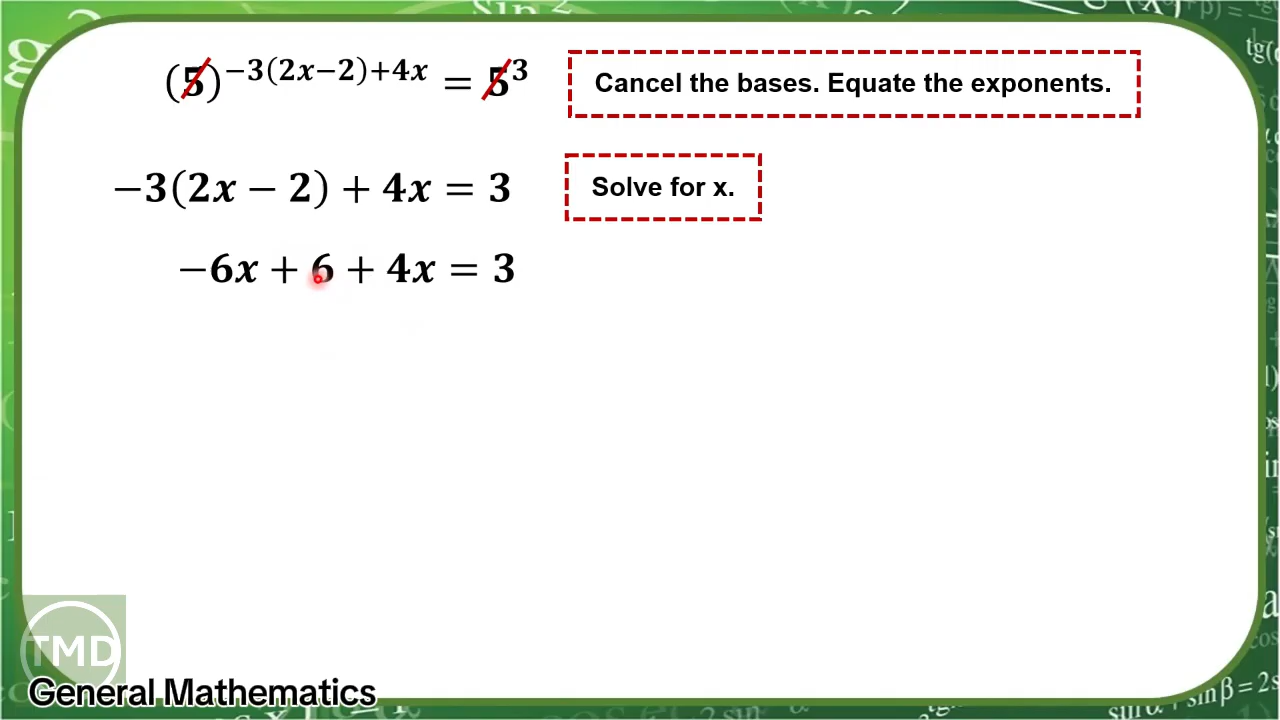 (5)^{−3(2x−2)+4x} = 5^3
Cancel the bases. Equate the exponents.
−3(2x − 2) + 4x = 3
Solve for x.
−6x + 6 + 4x = 3
TMD
General Mathematics